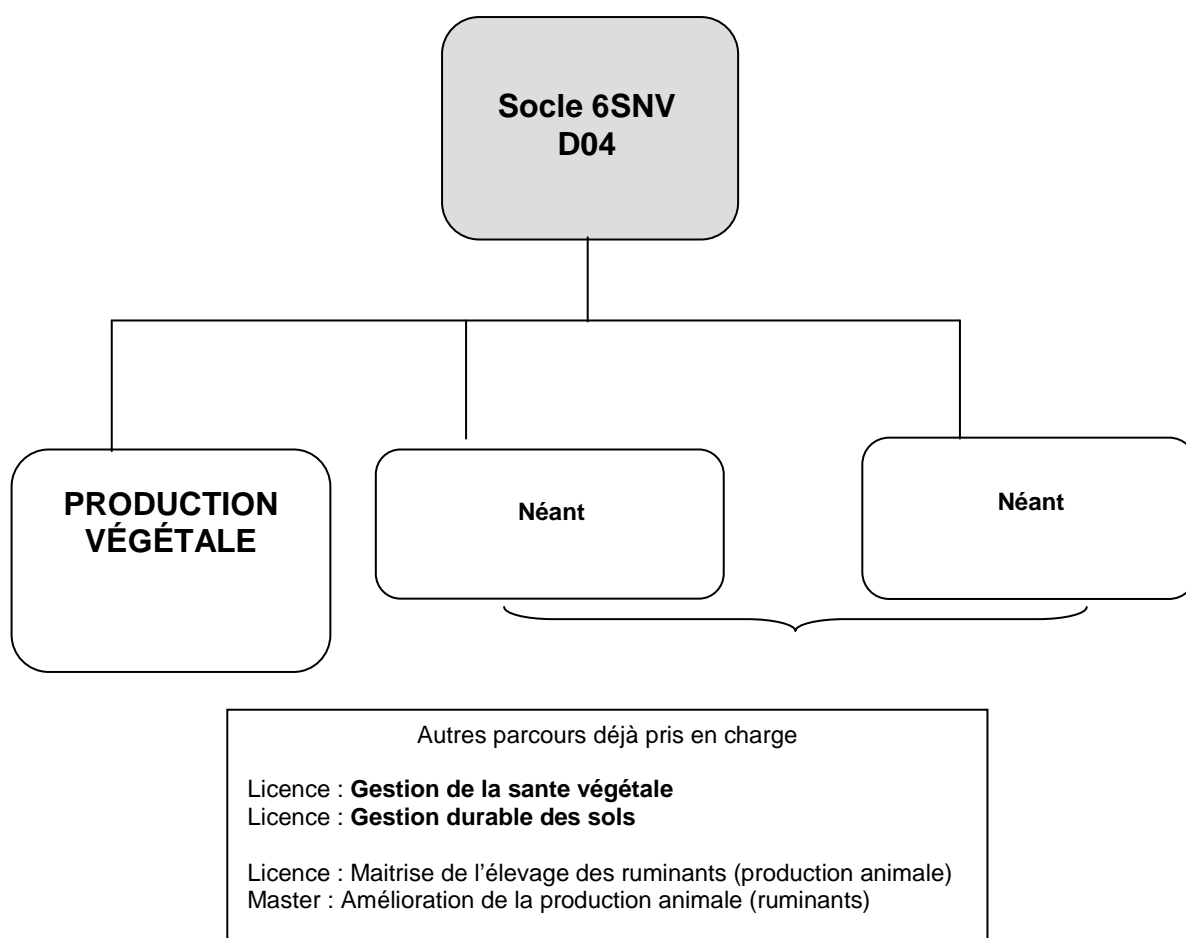 Socle 6SNV
D04
PRODUCTION
VÉGÉTALE
Néant
Néant
Autres parcours déjà pris en charge
Licence : Gestion de la sante végétale
Licence : Gestion durable des sols
Licence : Maitrise de l’élevage des ruminants (production animale)
Master : Amélioration de la production animale (ruminants)